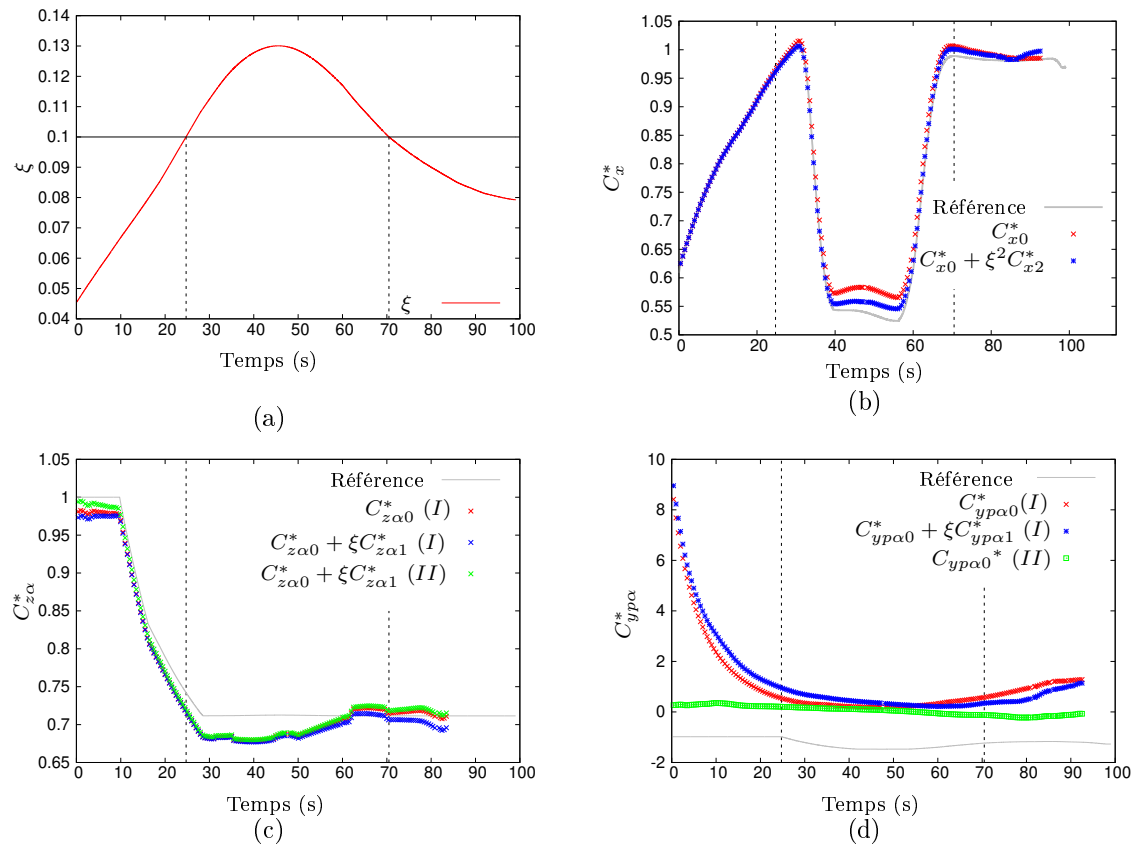 0.14
0.13
0.12
0.11
0.1
0.09
0.08
0.07
0.06
0.05
0.04
ξ
ξ
0 10 20 30 40 50 60 70 80 90 100
Temps (s)
(a)
1.05
1
0.95
0.9
0.85
0.8
0.75
0.7
0.65
0.6
0.55
0.5
C*x
Référence
C*x0
C*x0 + ξ²C*x2
0 20 40 60 80 100
Temps (s)
(b)
1.05
1
0.95
0.9
0.85
0.8
0.75
0.7
0.65
C*zα
Référence
C*zα0 (I)
C*zα0 + ξC*zα1 (I)
C*zα0 + ξC*zα1 (II)
0 10 20 30 40 50 60 70 80 90 100
Temps (s)
(c)
10
8
6
4
2
0
-2
C*ypα
Référence
C*ypα0(I)
C*ypα0 + ξC*ypα1 (I)
Cypα0* (II)
0 10 20 30 40 50 60 70 80 90 100
Temps (s)
(d)